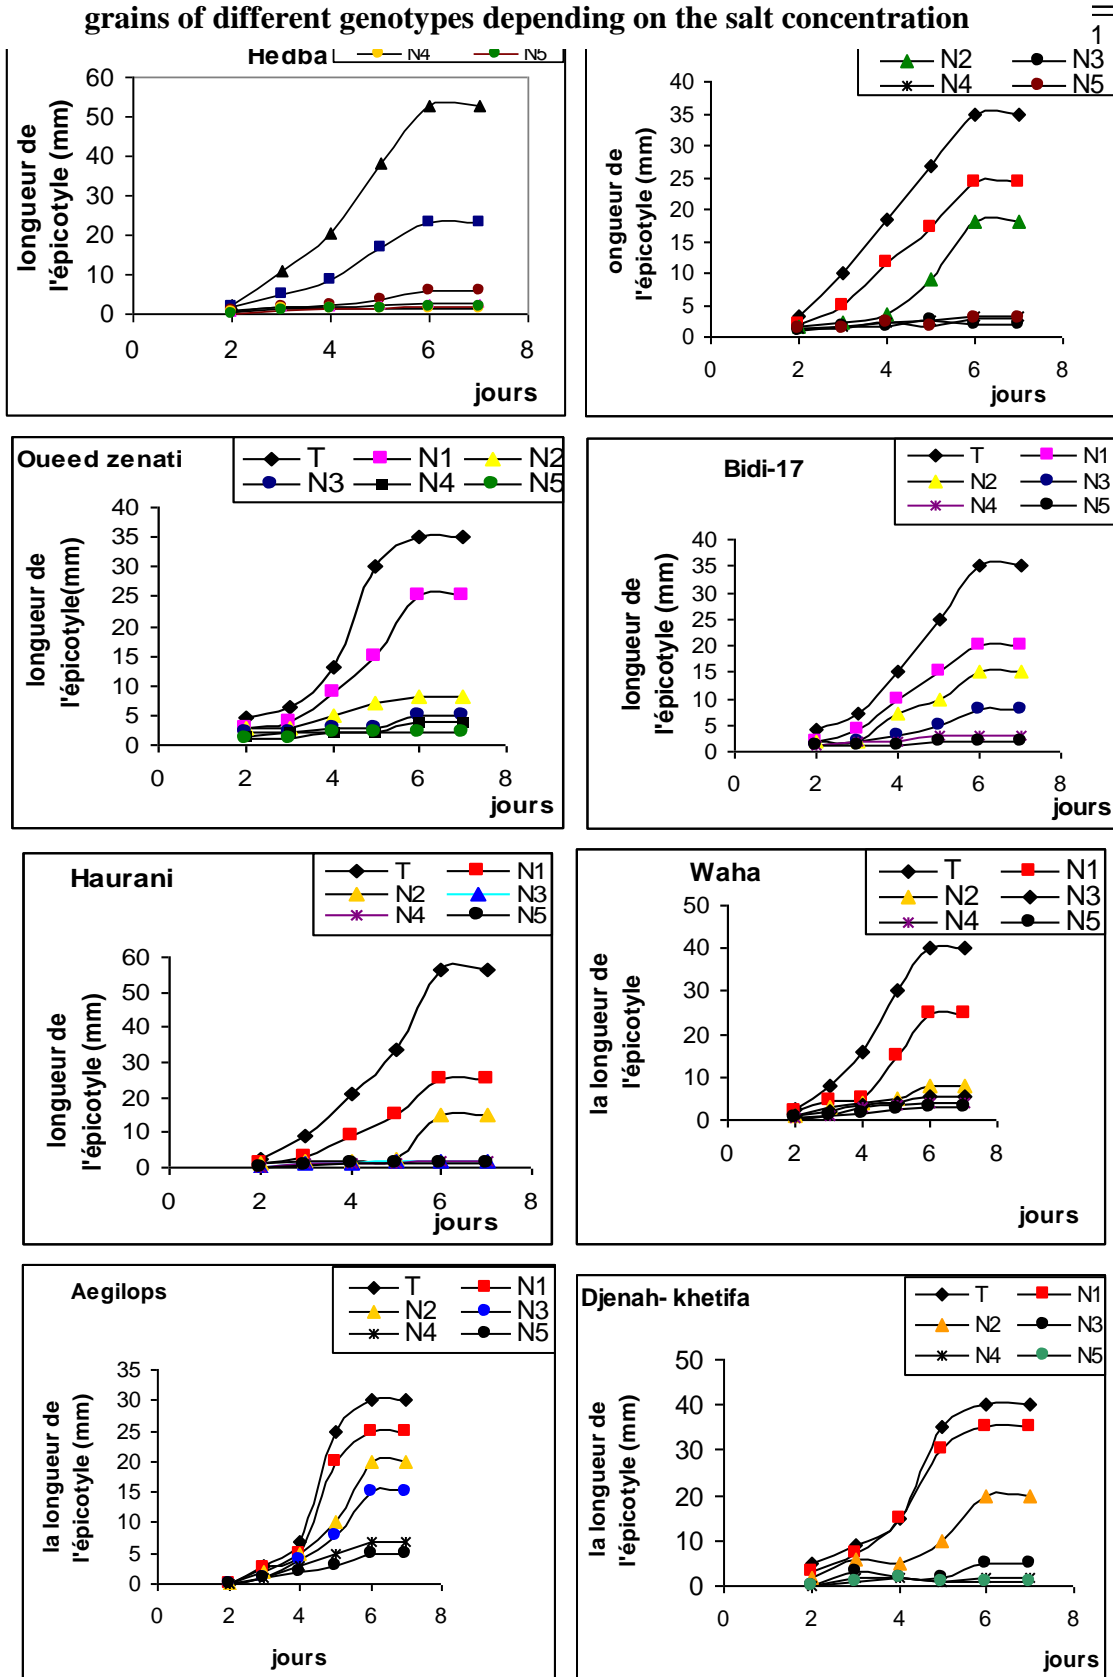 grains of different genotypes depending on the salt concentration
1
Hedba
N4 N5
60
50
40
30
20
10
0
0 2 4 6 8
longueur de
l'épicotyle (mm)
jours
N2 N3
N4 N5
40
35
30
25
20
15
10
5
0
0 2 4 6 8
ongueur de
l'épicotyle (mm)
jours
Oueed zenati
T N1 N2
N3 N4 N5
40
35
30
25
20
15
10
5
0
0 2 4 6 8
longueur de
l'épicotyle(mm)
jours
Bidi-17
T N1
N2 N3
N4 N5
40
35
30
25
20
15
10
5
0
0 2 4 6 8
longueur de
l'épicotyle (mm)
jours
Haurani
T N1
N2 N3
N4 N5
60
50
40
30
20
10
0
0 2 4 6 8
longueur de
l'épicotyle (mm)
jours
Waha
T N1
N2 N3
N4 N5
50
40
30
20
10
0
0 2 4 6 8
la longueur de
l'épicotyle
jours
Aegilops
T N1
N2 N3
N4 N5
35
30
25
20
15
10
5
0
0 2 4 6 8
la longueur de
l'épicotyle (mm)
jours
Djenah- khetifa
T N1
N2 N3
N4 N5
50
40
30
20
10
0
0 2 4 6 8
la longueur de
l'épicotyle (mm)
jours